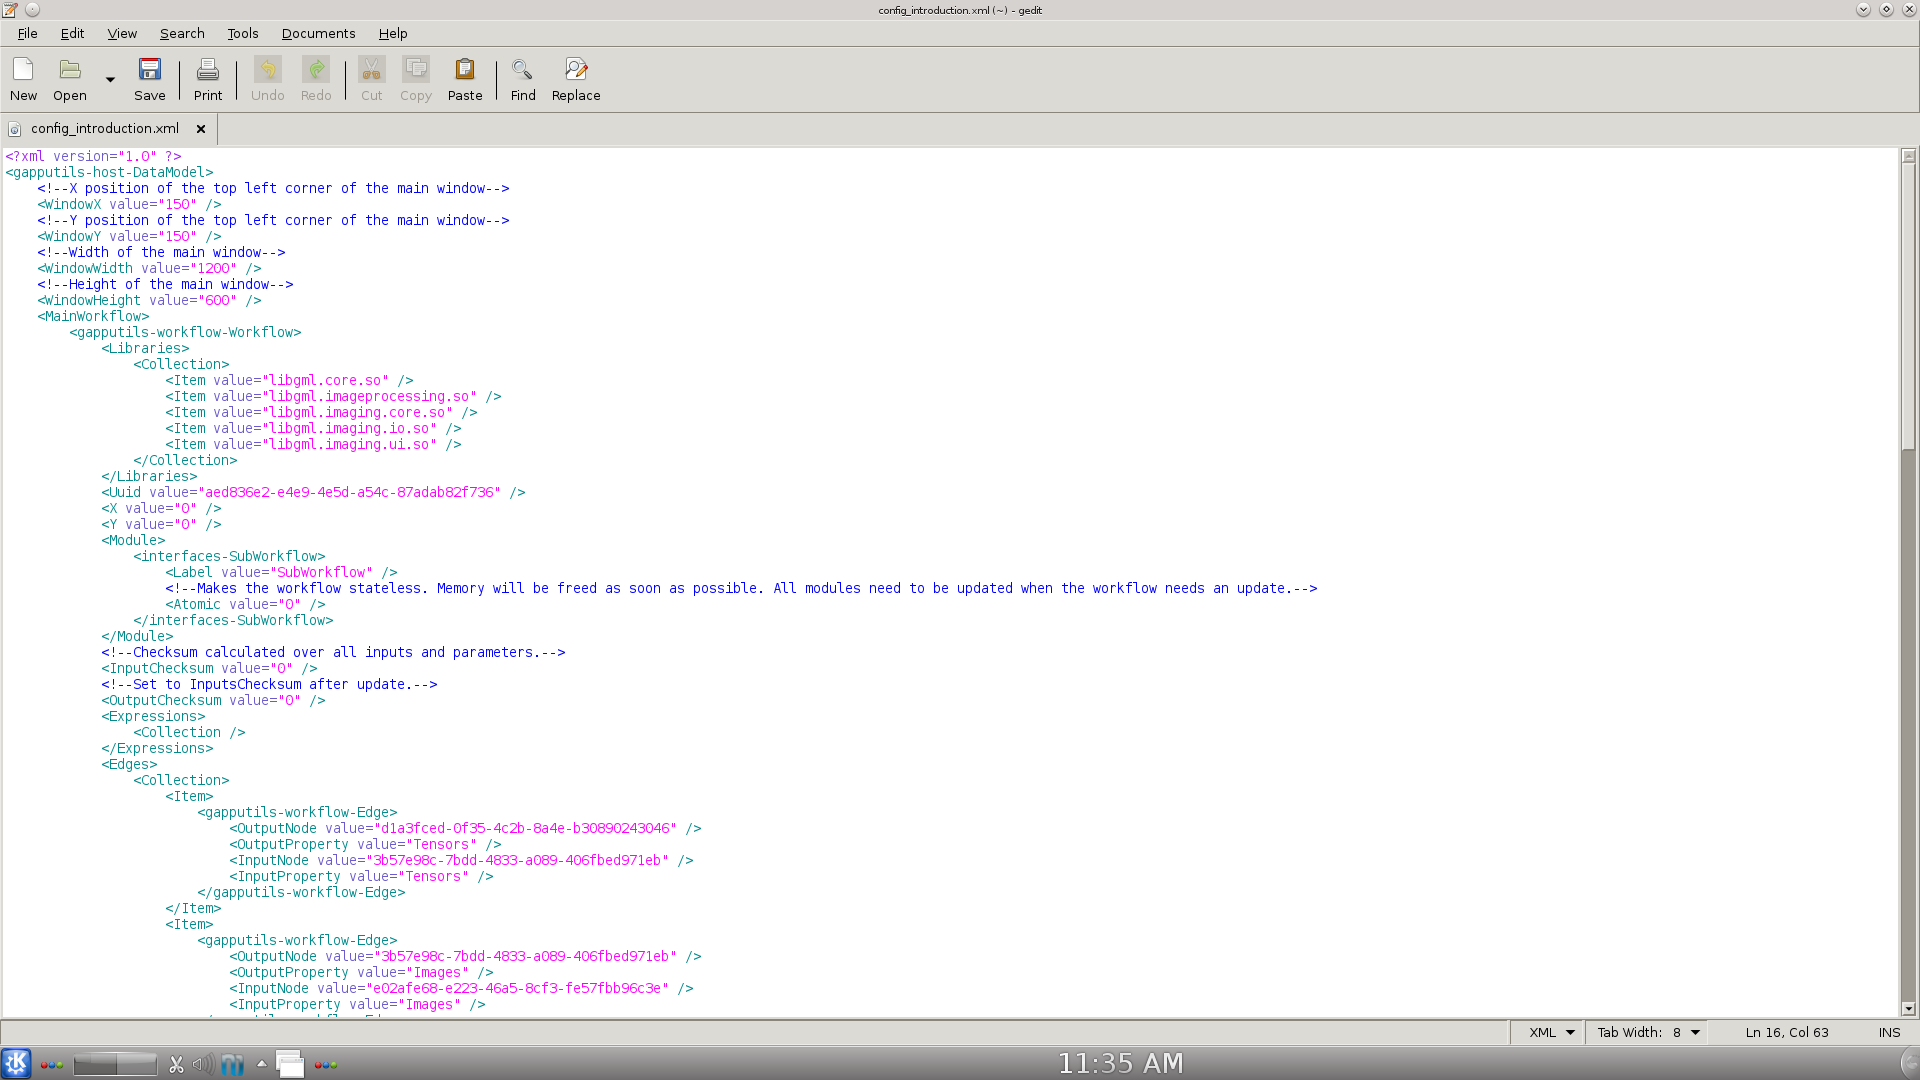 config_introduction.xml (~) - gedit
File Edit View Search Tools Documents Help
New Open Save Print Undo Redo Cut Copy Paste Find Replace
config_introduction.xml
<?xml version="1.0" ?>
<gapputils-host-DataModel>
    <!--X position of the top left corner of the main window-->
    <WindowX value="150" />
    <!--Y position of the top left corner of the main window-->
    <WindowY value="150" />
    <!--Width of the main window-->
    <WindowWidth value="1200" />
    <!--Height of the main window-->
    <WindowHeight value="600" />
    <MainWorkflow>
        <gapputils-workflow-Workflow>
            <Libraries>
                <Collection>
                    <Item value="libgml.core.so" />
                    <Item value="libgml.imageprocessing.so" />
                    <Item value="libgml.imaging.core.so" />
                    <Item value="libgml.imaging.io.so" />
                    <Item value="libgml.imaging.ui.so" />
                </Collection>
            </Libraries>
            <Uuid value="aed836e2-e4e9-4e5d-a54c-87adab82f736" />
            <X value="0" />
            <Y value="0" />
            <Module>
                <interfaces-SubWorkflow>
                    <Label value="SubWorkflow" />
                    <!--Makes the workflow stateless. Memory will be freed as soon as possible. All modules need to be updated when the workflow needs an update.-->
                    <Atomic value="0" />
                </interfaces-SubWorkflow>
            </Module>
            <!--Checksum calculated over all inputs and parameters.-->
            <InputChecksum value="0" />
            <!--Set to InputsChecksum after update.-->
            <OutputChecksum value="0" />
            <Expressions>
                <Collection />
            </Expressions>
            <Edges>
                <Collection>
                    <Item>
                        <gapputils-workflow-Edge>
                            <OutputNode value="d1a3fced-0f35-4c2b-8a4e-b30890243046" />
                            <OutputProperty value="Tensors" />
                            <InputNode value="3b57e98c-7bdd-4833-a089-406fbed971eb" />
                            <InputProperty value="Tensors" />
                        </gapputils-workflow-Edge>
                    </Item>
                    <Item>
                        <gapputils-workflow-Edge>
                            <OutputNode value="3b57e98c-7bdd-4833-a089-406fbed971eb" />
                            <OutputProperty value="Images" />
                            <InputNode value="e02afe68-e223-46a5-8cf3-fe57fbb96c3e" />
                            <InputProperty value="Images" />
XML Tab Width: 8 Ln 16, Col 63 INS
11:35 AM